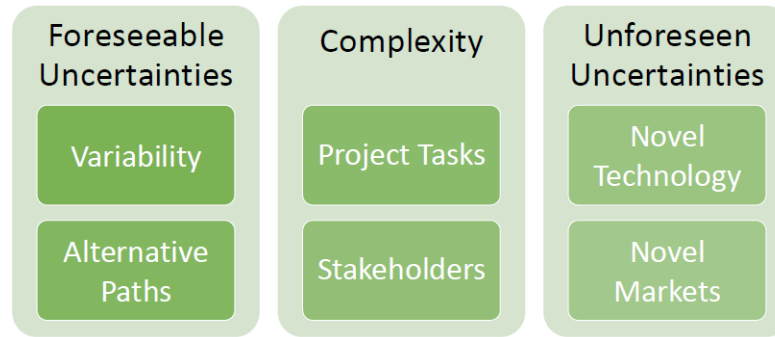 Foreseeable
Uncertainties
Variability
Alternative
Paths
Complexity
Project Tasks
Stakeholders
Unforeseen
Uncertainties
Novel
Technology
Novel
Markets